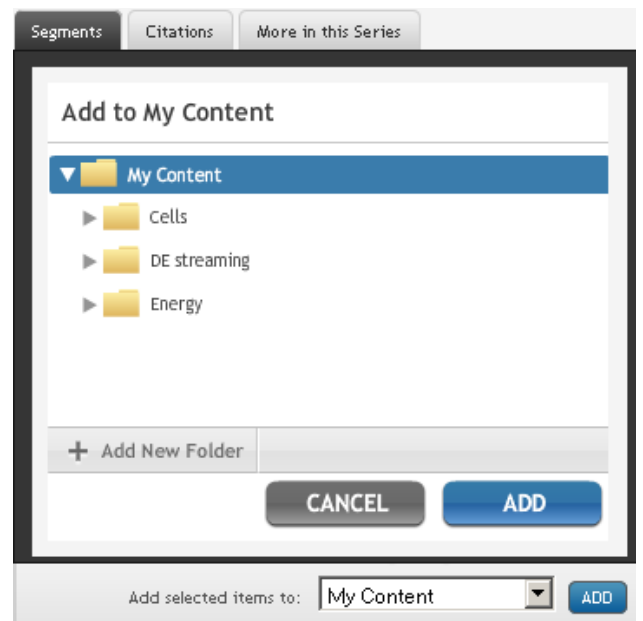 Segments Citations More in this Series
Add to My Content
My Content
Cells
DE streaming
Energy
+ Add New Folder
CANCEL ADD
Add selected items to: My Content ADD